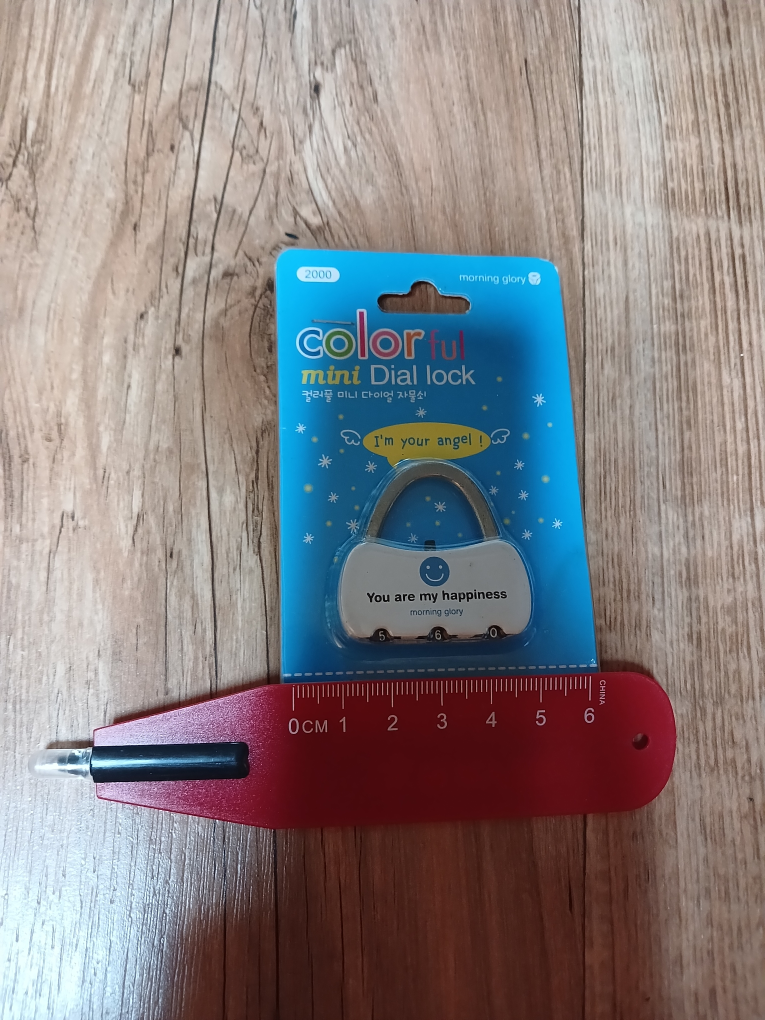 2000
morning glory
colorful
mini Dial lock
컬러풀 미니 다이얼 자물쇠
I'm your angel !
You are my happiness
morning glory
5 6 0
0CM 1 2 3 4 5 6
CHINA